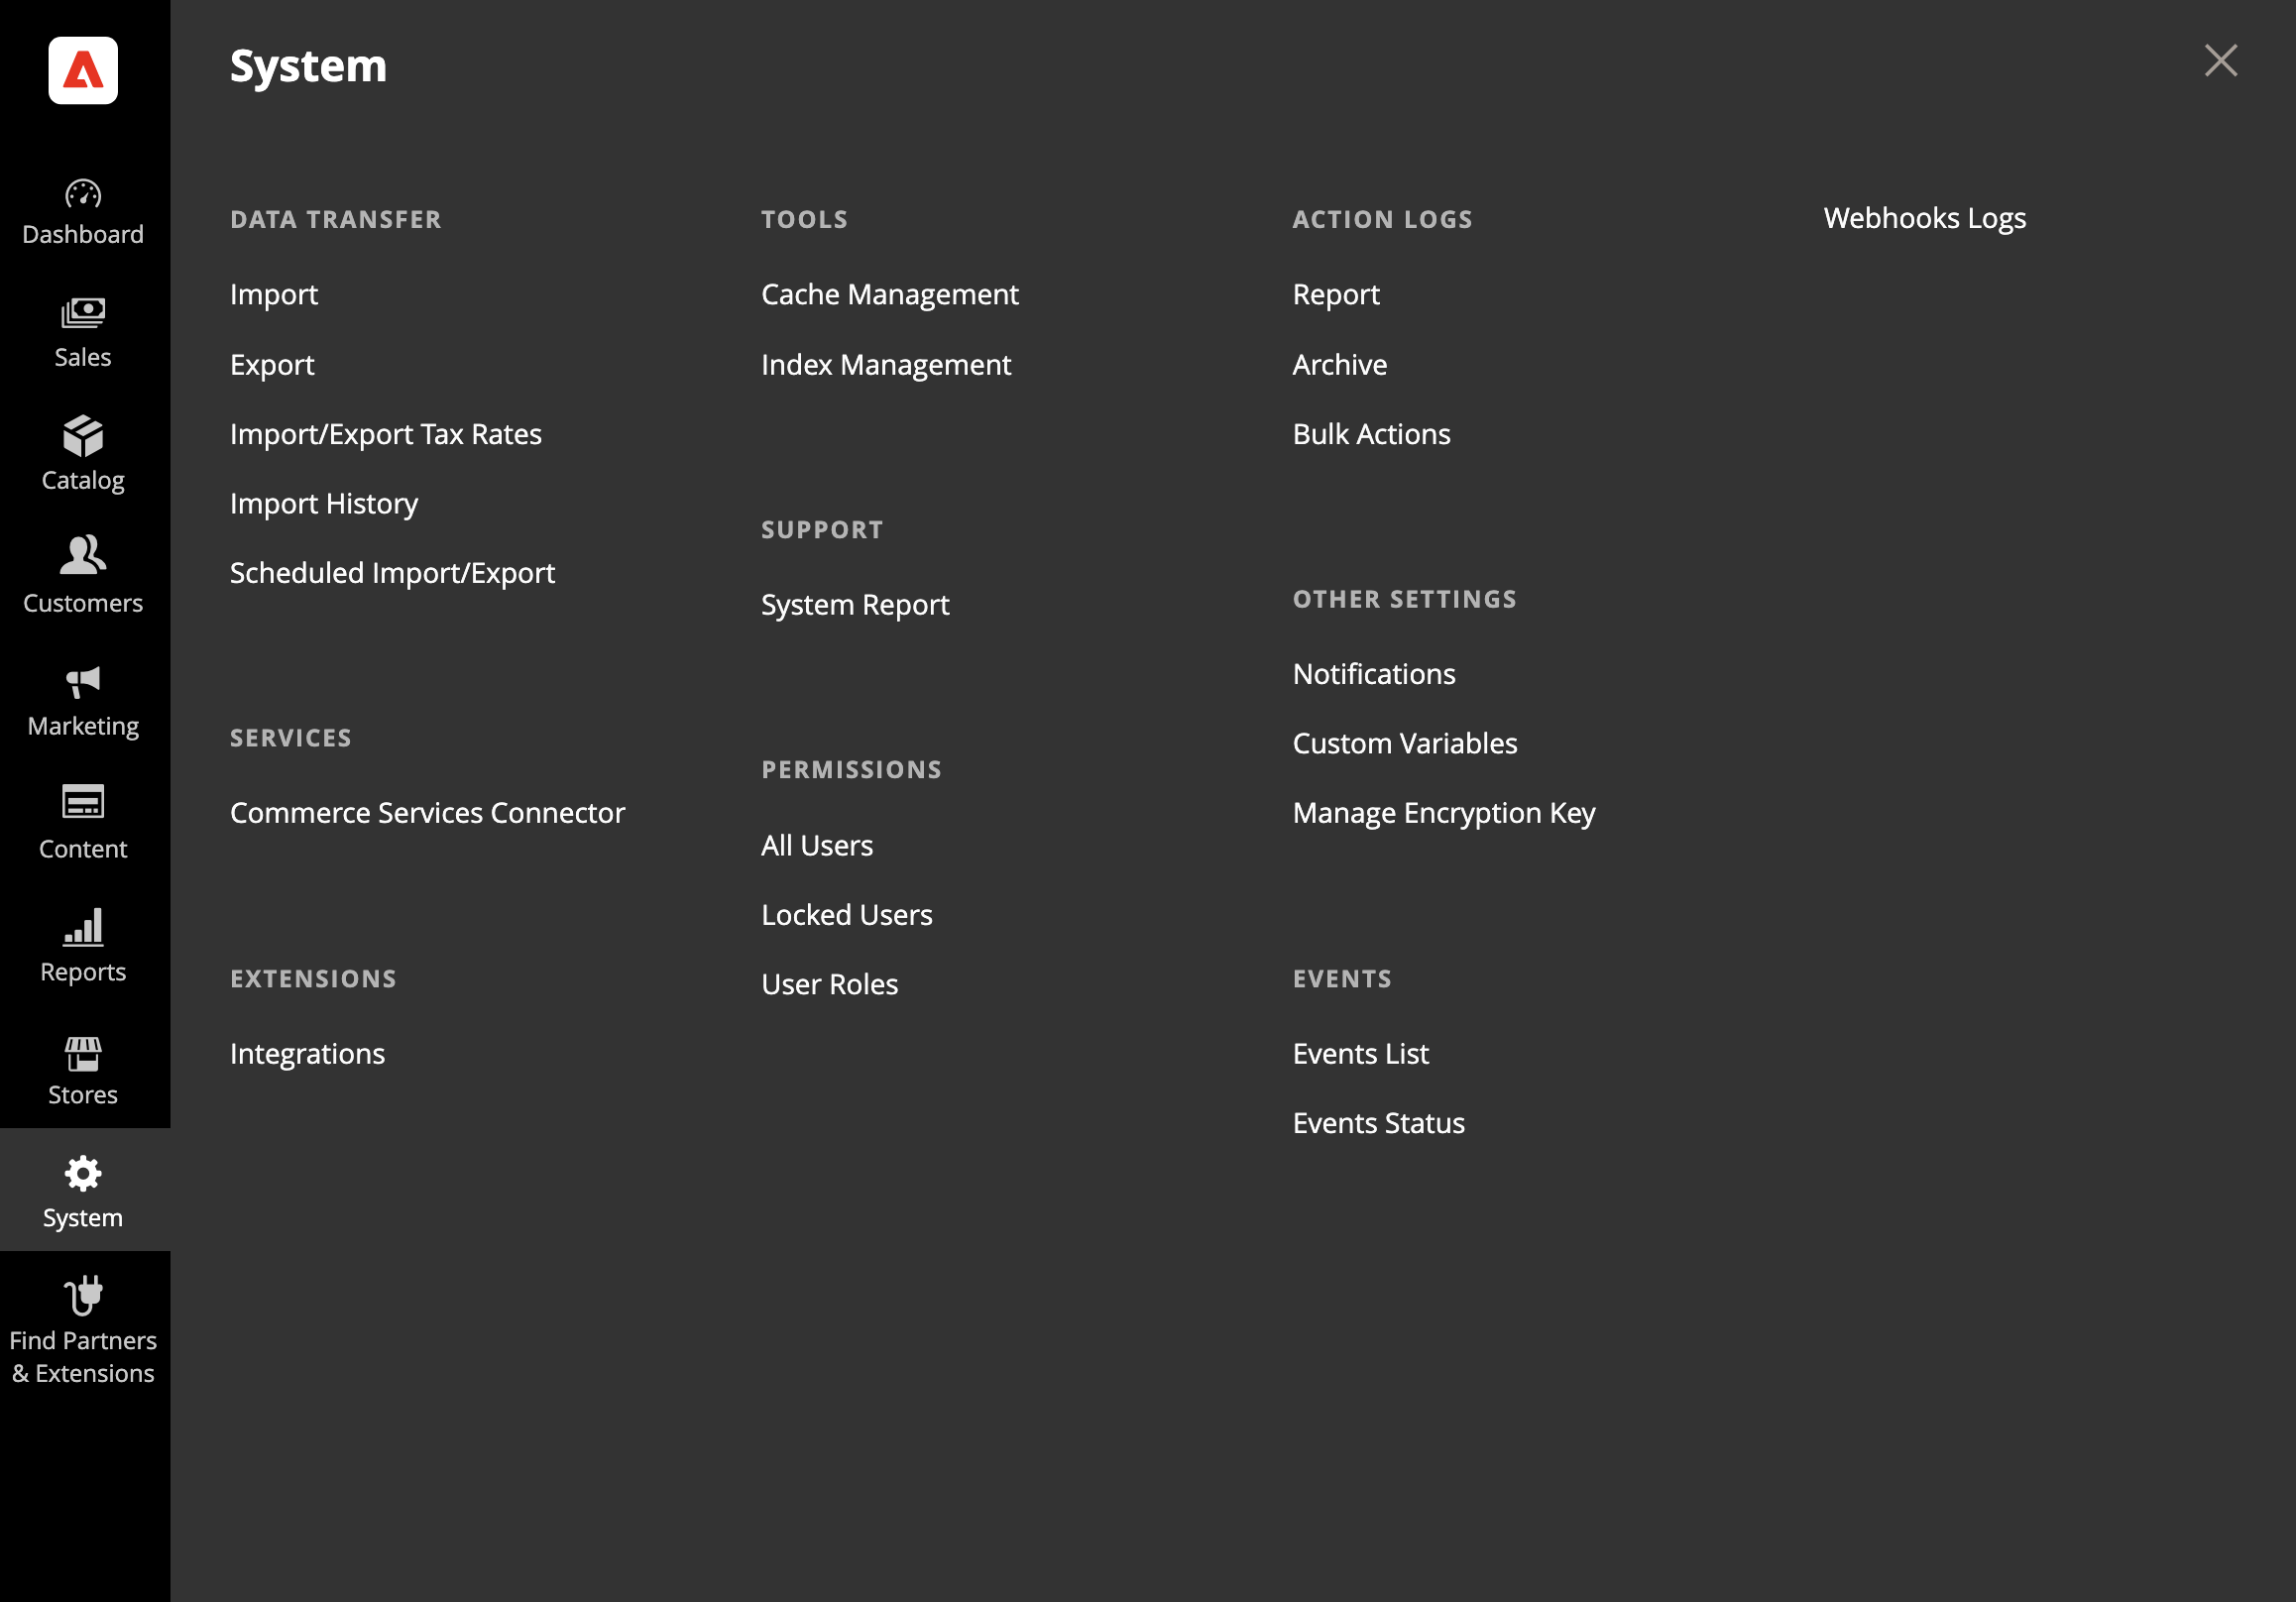 Dashboard
Sales
Catalog
Customers
Marketing
Content
Reports
Stores
System
Find Partners
& Extensions
System
DATA TRANSFER
Import
Export
Import/Export Tax Rates
Import History
Scheduled Import/Export
SERVICES
Commerce Services Connector
EXTENSIONS
Integrations
TOOLS
Cache Management
Index Management
SUPPORT
System Report
PERMISSIONS
All Users
Locked Users
User Roles
ACTION LOGS
Report
Archive
Bulk Actions
OTHER SETTINGS
Notifications
Custom Variables
Manage Encryption Key
EVENTS
Events List
Events Status
Webhooks Logs